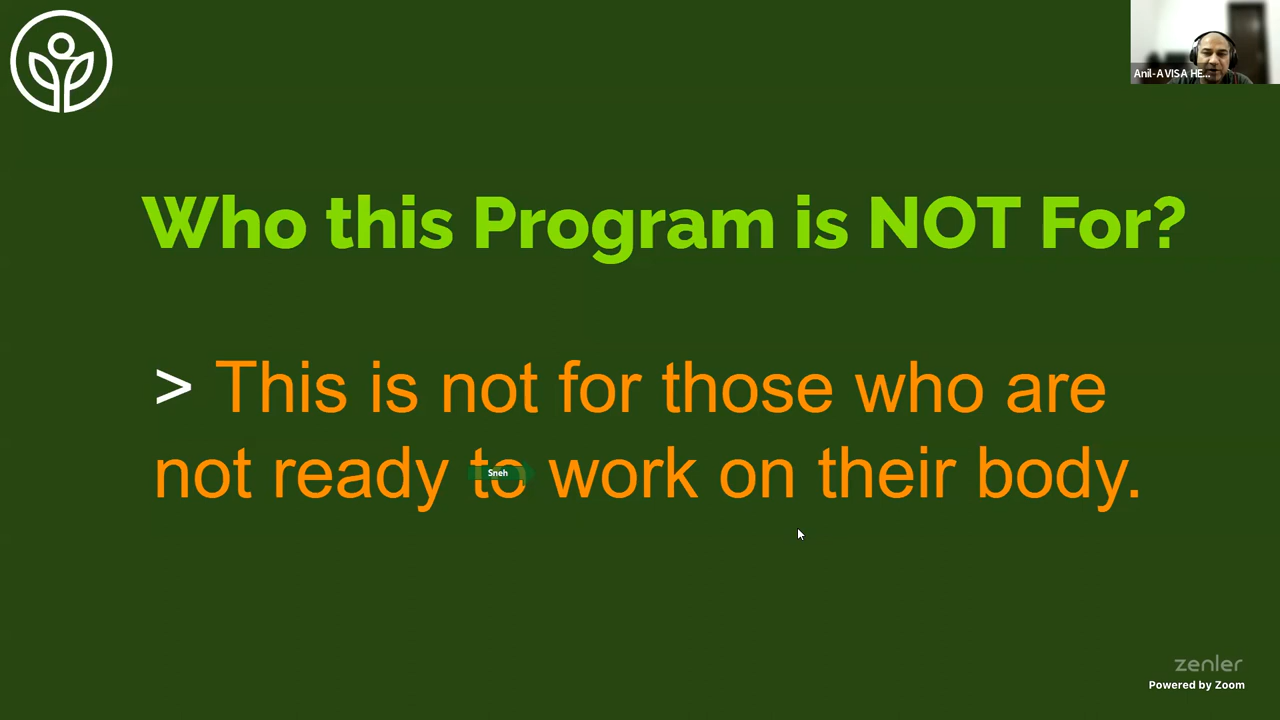 Anil-AVISA HE...
Who this Program is NOT For?
> This is not for those who are
not ready to work on their body.
Sneh
zenler
Powered by Zoom